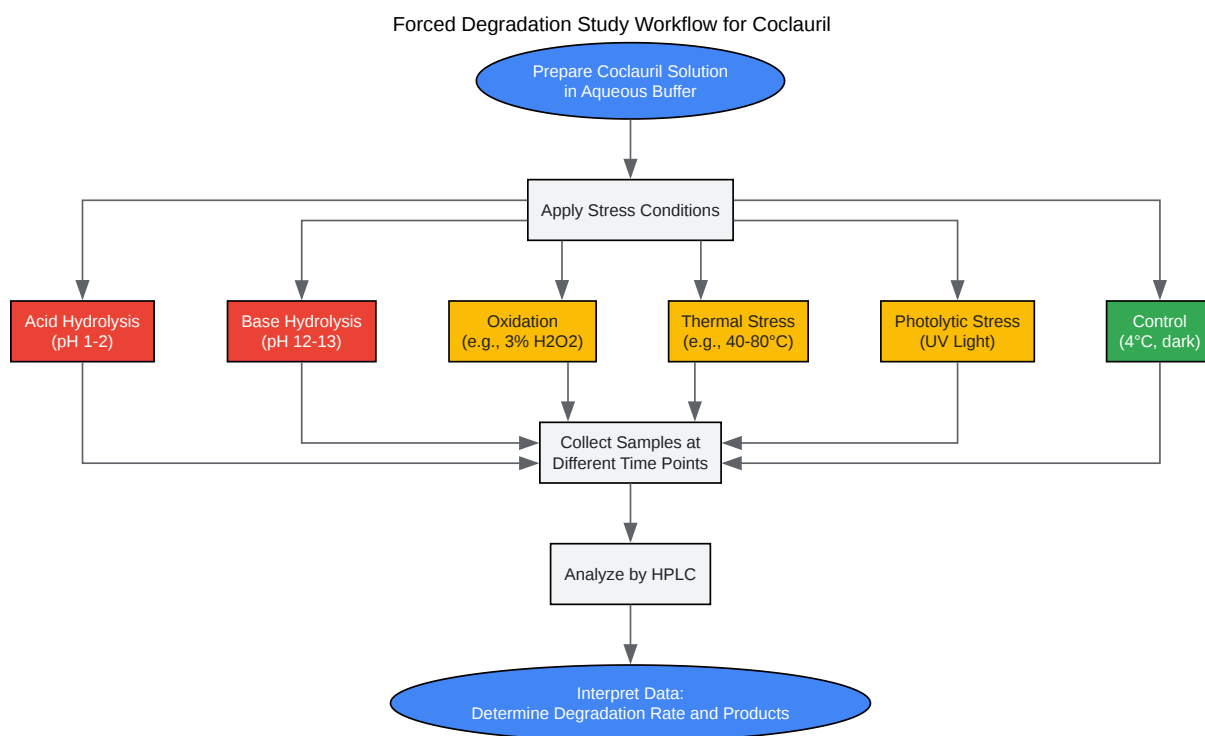 Forced Degradation Study Workflow for Coclauril
Prepare Coclauril Solution
in Aqueous Buffer
Apply Stress Conditions
Acid Hydrolysis
(pH 1-2)
Base Hydrolysis
(pH 12-13)
Oxidation
(e.g., 3% H2O2)
Thermal Stress
(e.g., 40-80°C)
Photolytic Stress
(UV Light)
Control
(4°C, dark)
Collect Samples at
Different Time Points
Analyze by HPLC
Interpret Data:
Determine Degradation Rate and Products